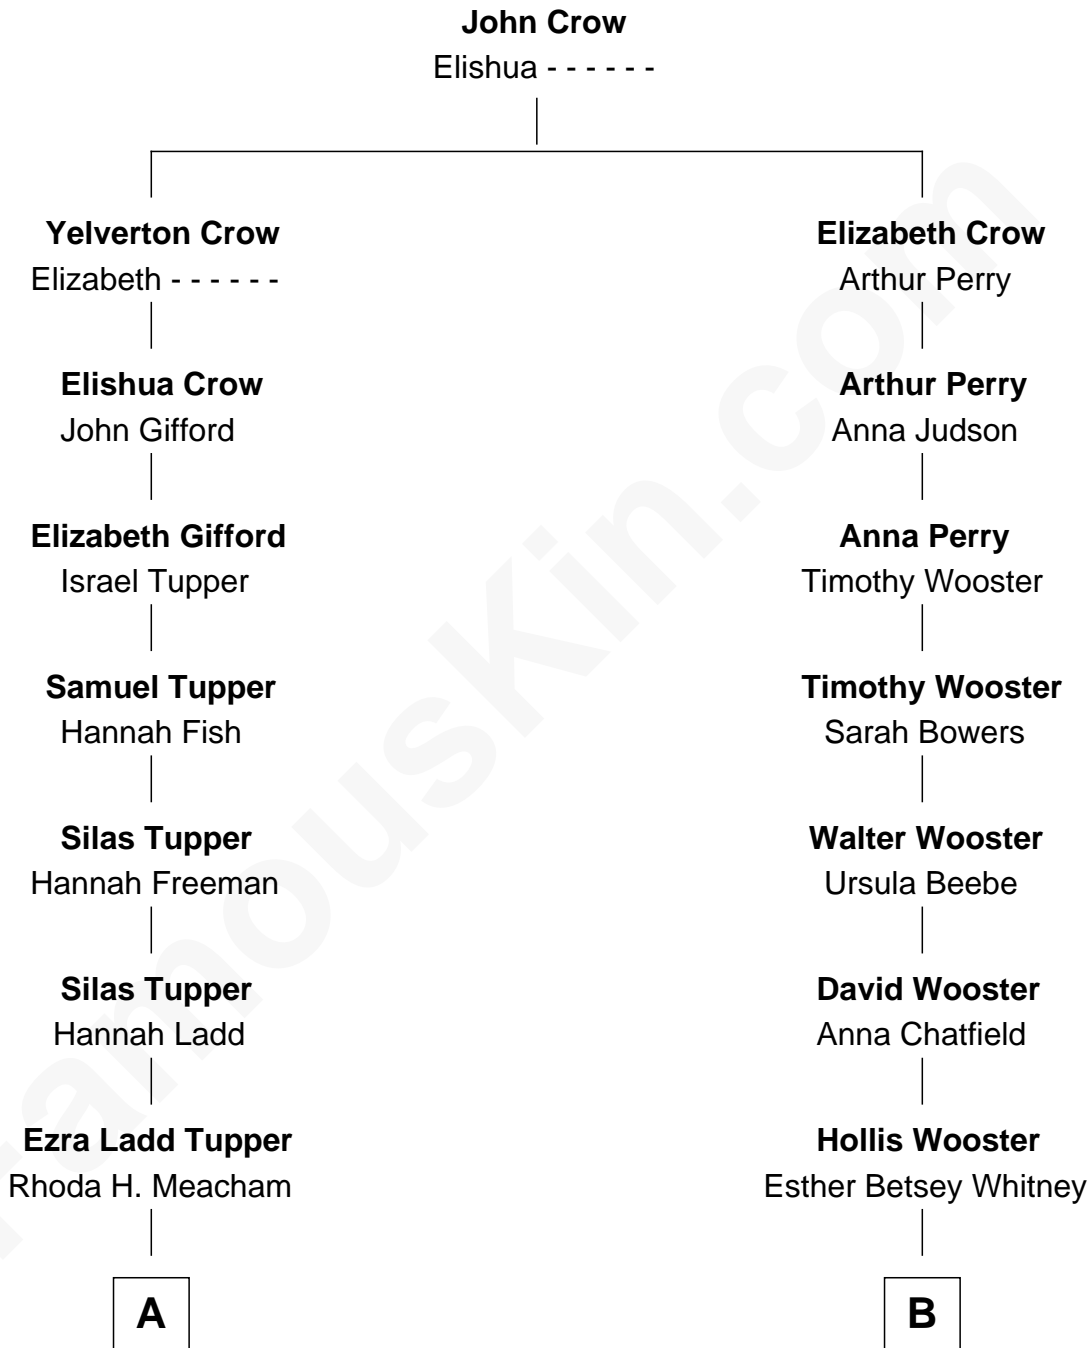 John Crow
Elishua - - - - - -
Yelverton Crow
Elizabeth - - - - - -
Elishua Crow
John Gifford
Elizabeth Gifford
Israel Tupper
Samuel Tupper
Hannah Fish
Silas Tupper
Hannah Freeman
Silas Tupper
Hannah Ladd
Ezra Ladd Tupper
Rhoda H. Meacham
A
Elizabeth Crow
Arthur Perry
Arthur Perry
Anna Judson
Anna Perry
Timothy Wooster
Timothy Wooster
Sarah Bowers
Walter Wooster
Ursula Beebe
David Wooster
Anna Chatfield
Hollis Wooster
Esther Betsey Whitney
B
FamousKin.com